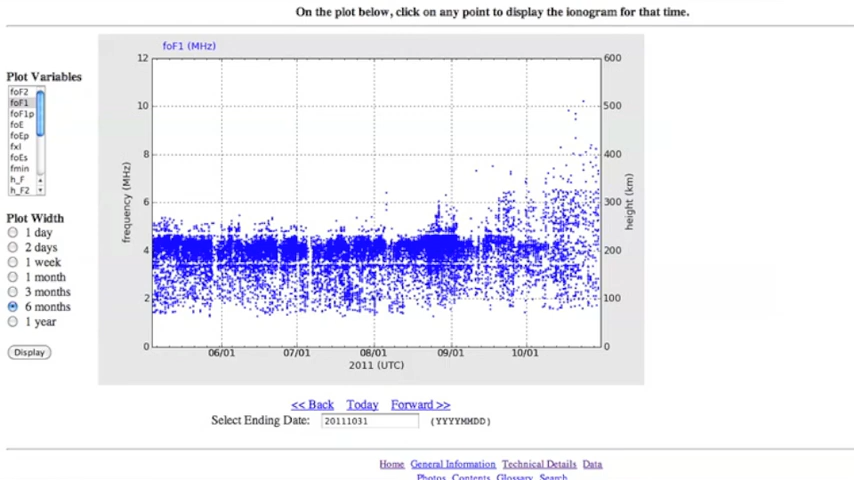 On the plot below, click on any point to display the ionogram for that time.
foF1 (MHz)
Plot Variables
foF2
foF1
foF1p
foE
foEp
fxI
foEs
fmin
h_F
h_F2
Plot Width
1 day
2 days
1 week
1 month
3 months
6 months
1 year
Display
frequency (MHz)
12
10
8
6
4
2
0
600
500
400
300
200
100
0
height (km)
06/01 07/01 08/01 09/01 10/01
2011 (UTC)
<< Back Today Forward >>
Select Ending Date: 20111031 (YYYYMMDD)
Home General Information Technical Details Data
Photos Contents Glossary Search